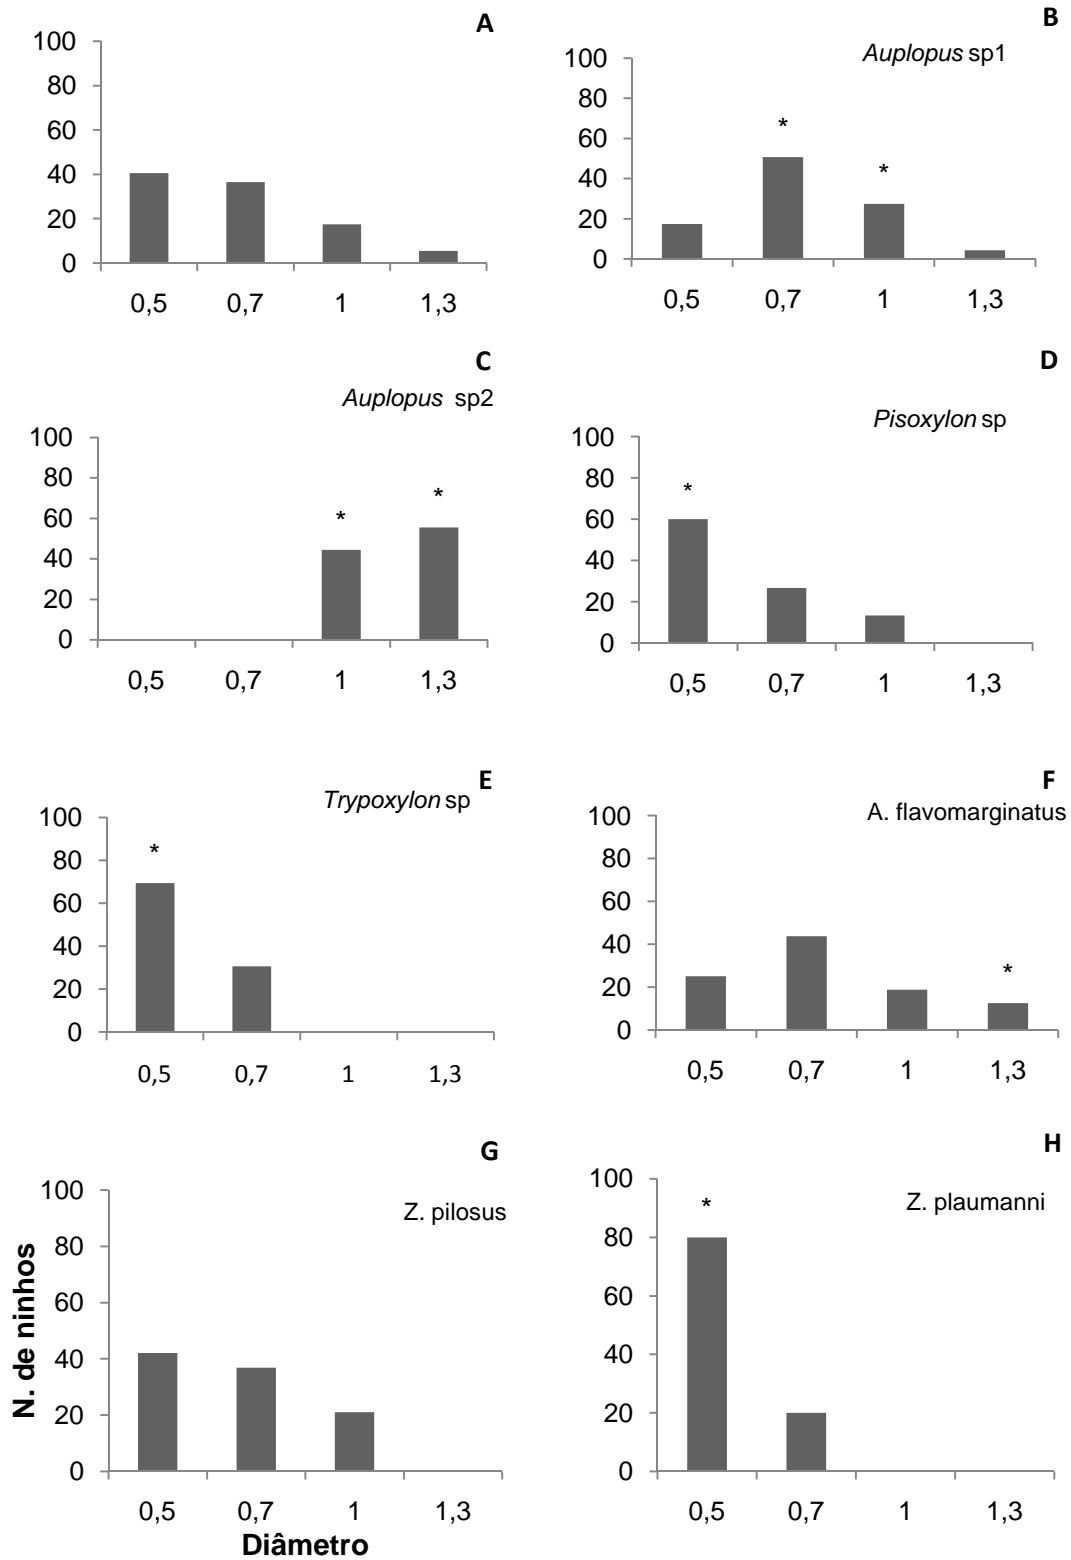 A
100
80
60
40
20
0
0,5 0,7 1 1,3
B
Auplopus sp1
100
80
60
40
20
0
* *
0,5 0,7 1 1,3
C
Auplopus sp2
100
80
60
40
20
0
* *
0,5 0,7 1 1,3
D
Pisoxylon sp
100
80
60
40
20
0
*
0,5 0,7 1 1,3
E
Trypoxylon sp
100
80
60
40
20
0
*
0,5 0,7 1 1,3
F
A. flavomarginatus
100
80
60
40
20
0
*
0,5 0,7 1 1,3
G
Z. pilosus
100
80
60
40
20
0
N. de ninhos
0,5 0,7 1 1,3
Diâmetro
H
Z. plaumanni
100
80
60
40
20
0
*
0,5 0,7 1 1,3